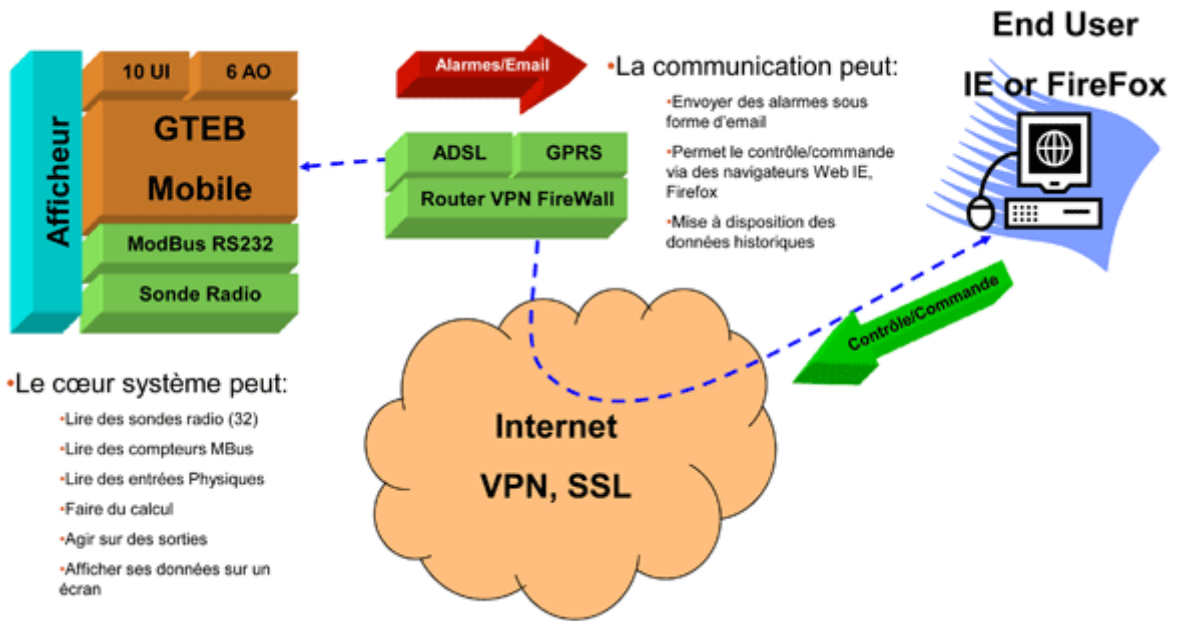 Afficheur
10 UI
6 AO
GTEB
Mobile
ModBus RS232
Sonde Radio
•Le cœur système peut:
•Lire des sondes radio (32)
•Lire des compteurs MBus
•Lire des entrées Physiques
•Faire du calcul
•Agir sur des sorties
•Afficher ses données sur un
écran
Alarmes/Email
ADSL
GPRS
Router VPN FireWall
•La communication peut:
•Envoyer des alarmes sous
forme d'email
•Permet le contrôle/commande
via des navigateurs Web IE,
Firefox
•Mise à disposition des
données historiques
End User
IE or FireFox
Contrôle/Commande
Internet
VPN, SSL